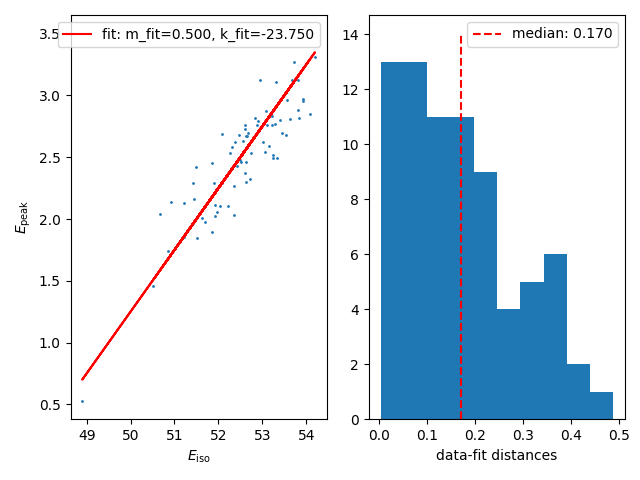 fit: m_fit=0.500, k_fit=-23.750
3.5
3.0
2.5
2.0
1.5
1.0
0.5
E_peak
49 50 51 52 53 54
E_iso
median: 0.170
14
12
10
8
6
4
2
0
0.0 0.1 0.2 0.3 0.4 0.5
data-fit distances